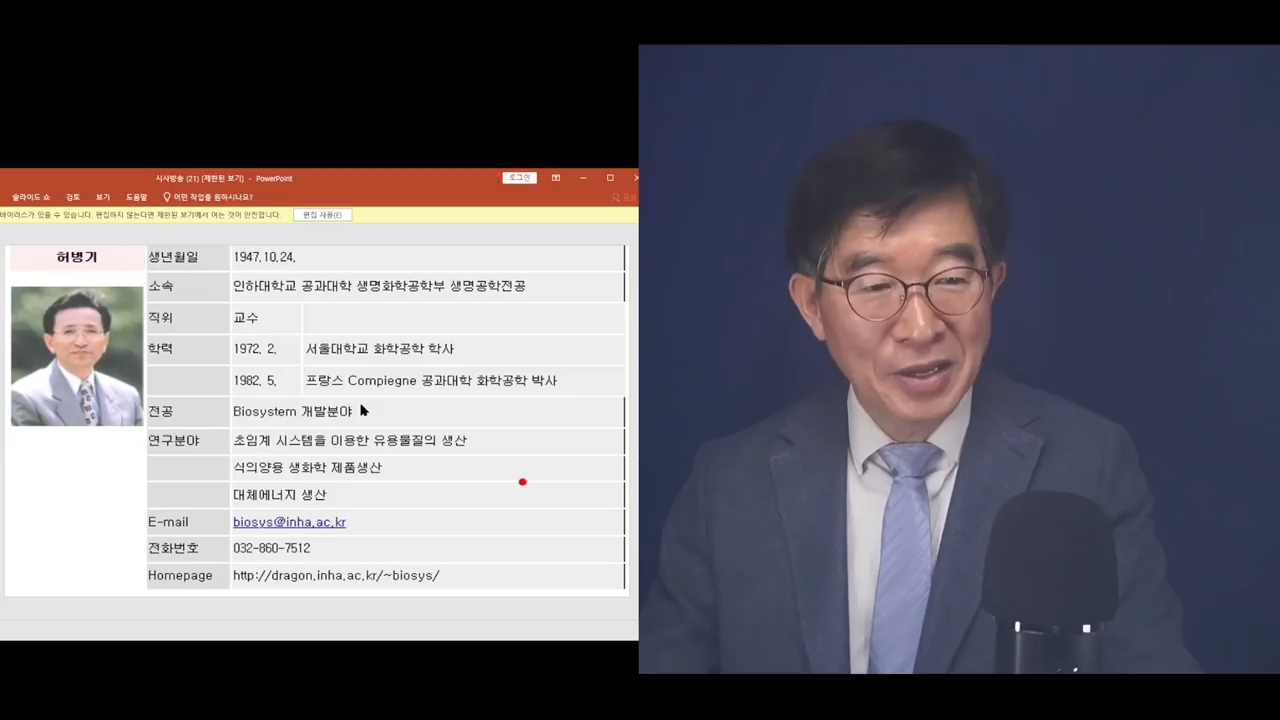 시사방송 (21) [제한된 보기] - PowerPoint
로그인
슬라이드 쇼 검토 보기 도움말 어떤 작업을 원하시나요?
바이러스가 있을 수 있습니다. 편집하지 않는다면 제한된 보기에서 여는 것이 안전합니다. 편집 사용(E)
허병기 생년월일 1947.10.24.
소속 인하대학교 공과대학 생명화학공학부 생명공학전공
직위 교수
학력 1972. 2. 서울대학교 화학공학 학사
1982. 5. 프랑스 Compiegne 공과대학 화학공학 박사
전공 Biosystem 개발분야
연구분야 초임계 시스템을 이용한 유용물질의 생산
식의양용 생화학 제품생산
대체에너지 생산
E-mail biosys@inha.ac.kr
전화번호 032-860-7512
Homepage http://dragon.inha.ac.kr/~biosys/